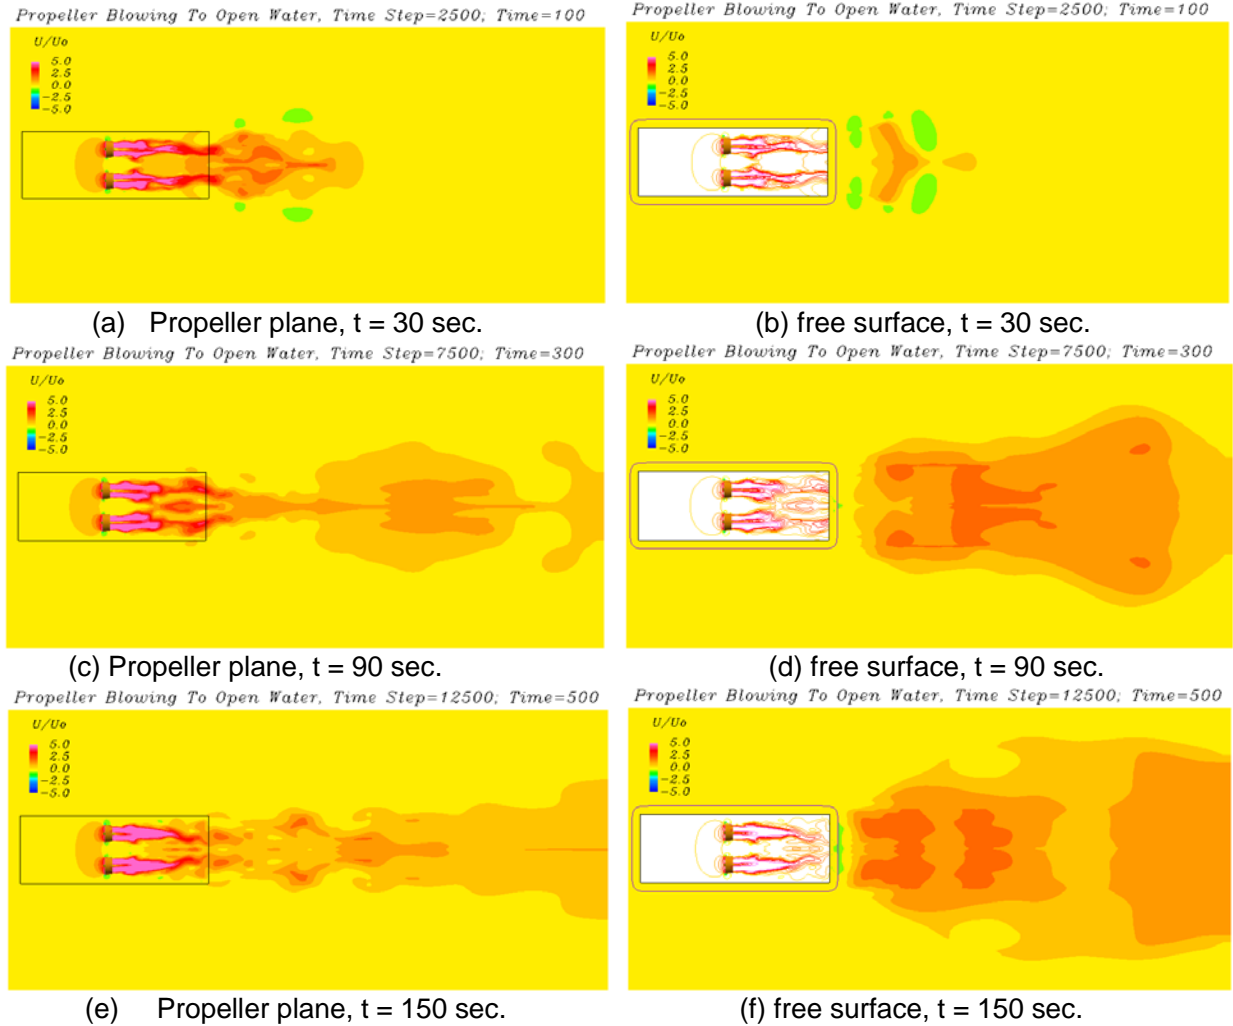 Propeller Blowing To Open Water, Time Step=2500; Time=100
U/Uo
5.0
2.5
0.0
-2.5
-5.0
Propeller Blowing To Open Water, Time Step=2500; Time=100
U/Uo
5.0
2.5
0.0
-2.5
-5.0
(a) Propeller plane, t = 30 sec.
(b) free surface, t = 30 sec.
Propeller Blowing To Open Water, Time Step=7500; Time=300
U/Uo
5.0
2.5
0.0
-2.5
-5.0
Propeller Blowing To Open Water, Time Step=7500; Time=300
U/Uo
5.0
2.5
0.0
-2.5
-5.0
(c) Propeller plane, t = 90 sec.
(d) free surface, t = 90 sec.
Propeller Blowing To Open Water, Time Step=12500; Time=500
U/Uo
5.0
2.5
0.0
-2.5
-5.0
Propeller Blowing To Open Water, Time Step=12500; Time=500
U/Uo
5.0
2.5
0.0
-2.5
-5.0
(e) Propeller plane, t = 150 sec.
(f) free surface, t = 150 sec.